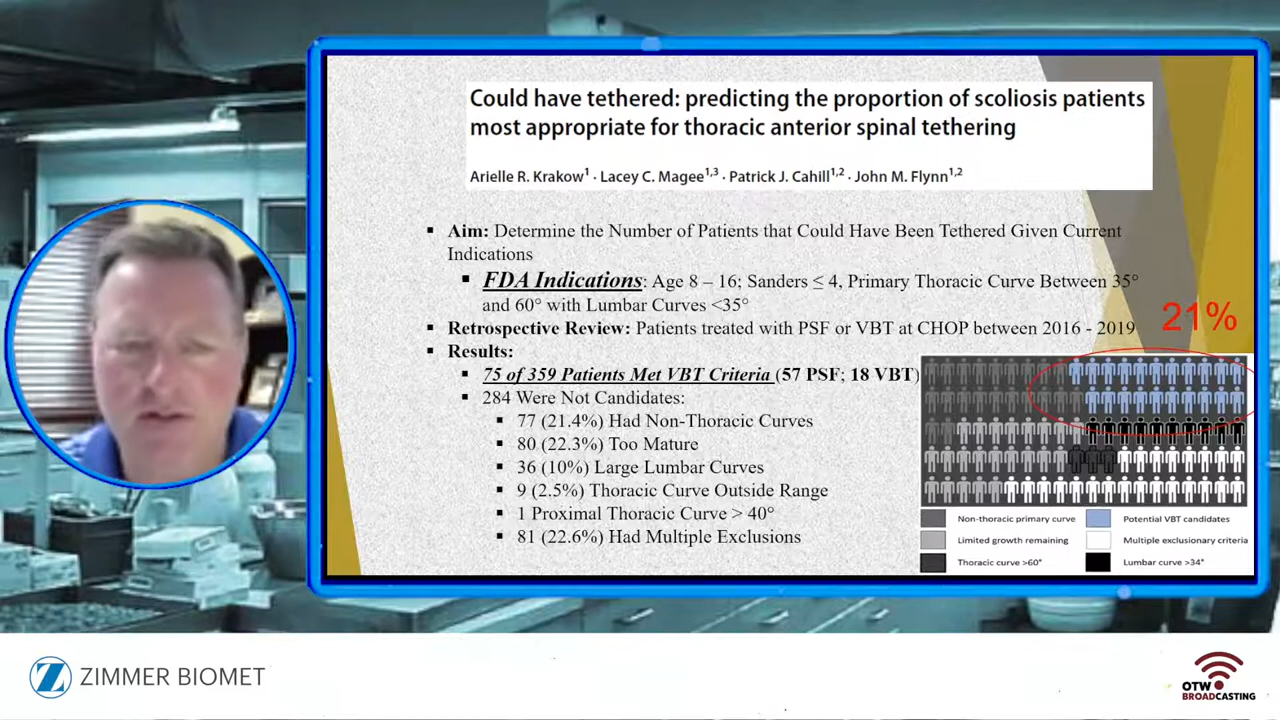 Could have tethered: predicting the proportion of scoliosis patients
most appropriate for thoracic anterior spinal tethering
Arielle R. Krakow1 · Lacey C. Magee1,3 · Patrick J. Cahill1,2 · John M. Flynn1,2
▪ Aim: Determine the Number of Patients that Could Have Been Tethered Given Current
Indications
▪ FDA Indications: Age 8 – 16; Sanders ≤ 4, Primary Thoracic Curve Between 35°
and 60° with Lumbar Curves <35°
▪ Retrospective Review: Patients treated with PSF or VBT at CHOP between 2016 - 2019
21%
▪ Results:
▪ 75 of 359 Patients Met VBT Criteria (57 PSF; 18 VBT)
▪ 284 Were Not Candidates:
▪ 77 (21.4%) Had Non-Thoracic Curves
▪ 80 (22.3%) Too Mature
▪ 36 (10%) Large Lumbar Curves
▪ 9 (2.5%) Thoracic Curve Outside Range
▪ 1 Proximal Thoracic Curve > 40°
▪ 81 (22.6%) Had Multiple Exclusions
Non-thoracic primary curve
Potential VBT candidates
Limited growth remaining
Multiple exclusionary criteria
Thoracic curve >60°
Lumbar curve >34°
Z ZIMMER BIOMET
OTW
BROADCASTING